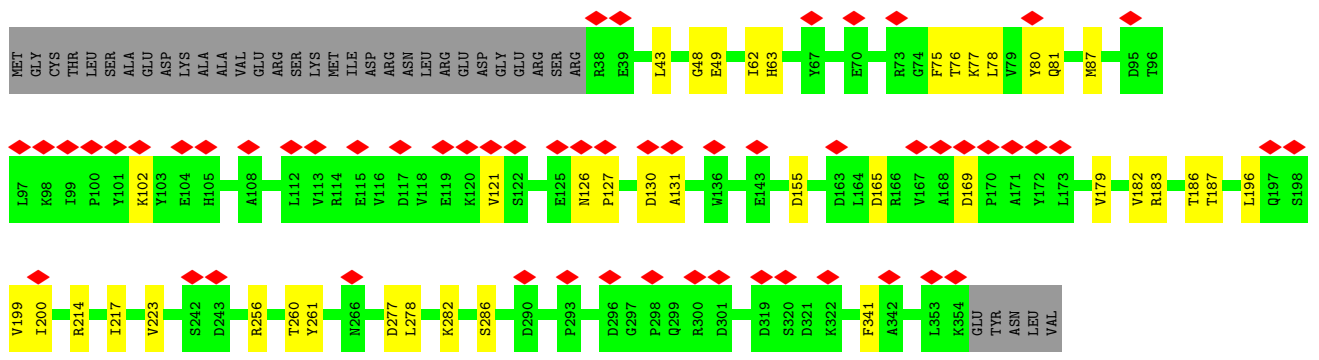 MET GLY CYS THR LEU SER ALA GLU ASP LYS ALA ALA VAL GLU ARG SER LYS MET ILE ASP ARG ASN LEU ARG GLU ASP GLY GLU ARG SER ARG R38 E39 L43 G48 E49 I62 H63 Y67 E70 R73 G74 F75 T76 K77 L78 V79 Y80 Q81 M87 D95 T96
L97 K98 I99 P100 Y101 K102 Y103 E104 H105 A108 L112 V113 R114 E115 V116 D117 V118 E119 K120 V121 S122 E125 N126 P127 D130 A131 W136 E143 D155 D163 L164 D165 R166 V167 A168 D169 P170 A171 Y172 L173 V179 V182 R183 T186 T187 L196 Q197 S198
V199 I200 R214 I217 V223 S242 D243 R256 T260 Y261 N266 D277 L278 K282 S286 D290 P293 D296 G297 P298 Q299 R300 D301 D319 S320 D321 K322 F341 A342 L353 K354 GLU TYR ASN LEU VAL